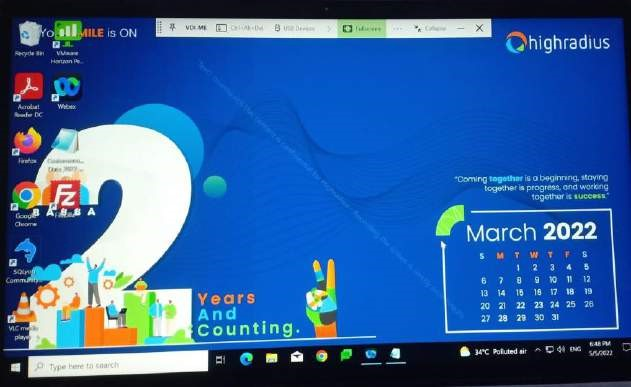 VDI-ME
Ctrl+Alt+Del
USB Devices
Fullscreen
Collapse
You
MILE is ON
highradius
Recycle Bin
VMware
Horizon Pe...
Acrobat
Reader DC
Webex
Firefox
FZ
B A B B A
Google
Chrome
SQLyog
Community
VLC media
player
2
Years
And
Counting.
"Coming together is a beginning, staying
together is progress, and working
together is success."
March 2022
S M T W T F S
1 2 3 4 5
6 7 8 9 10 11 12
13 14 15 16 17 18 19
20 21 22 23 24 25 26
27 28 29 30 31
Type here to search
34°C Polluted air
ENG
6:48 PM
5/5/2022